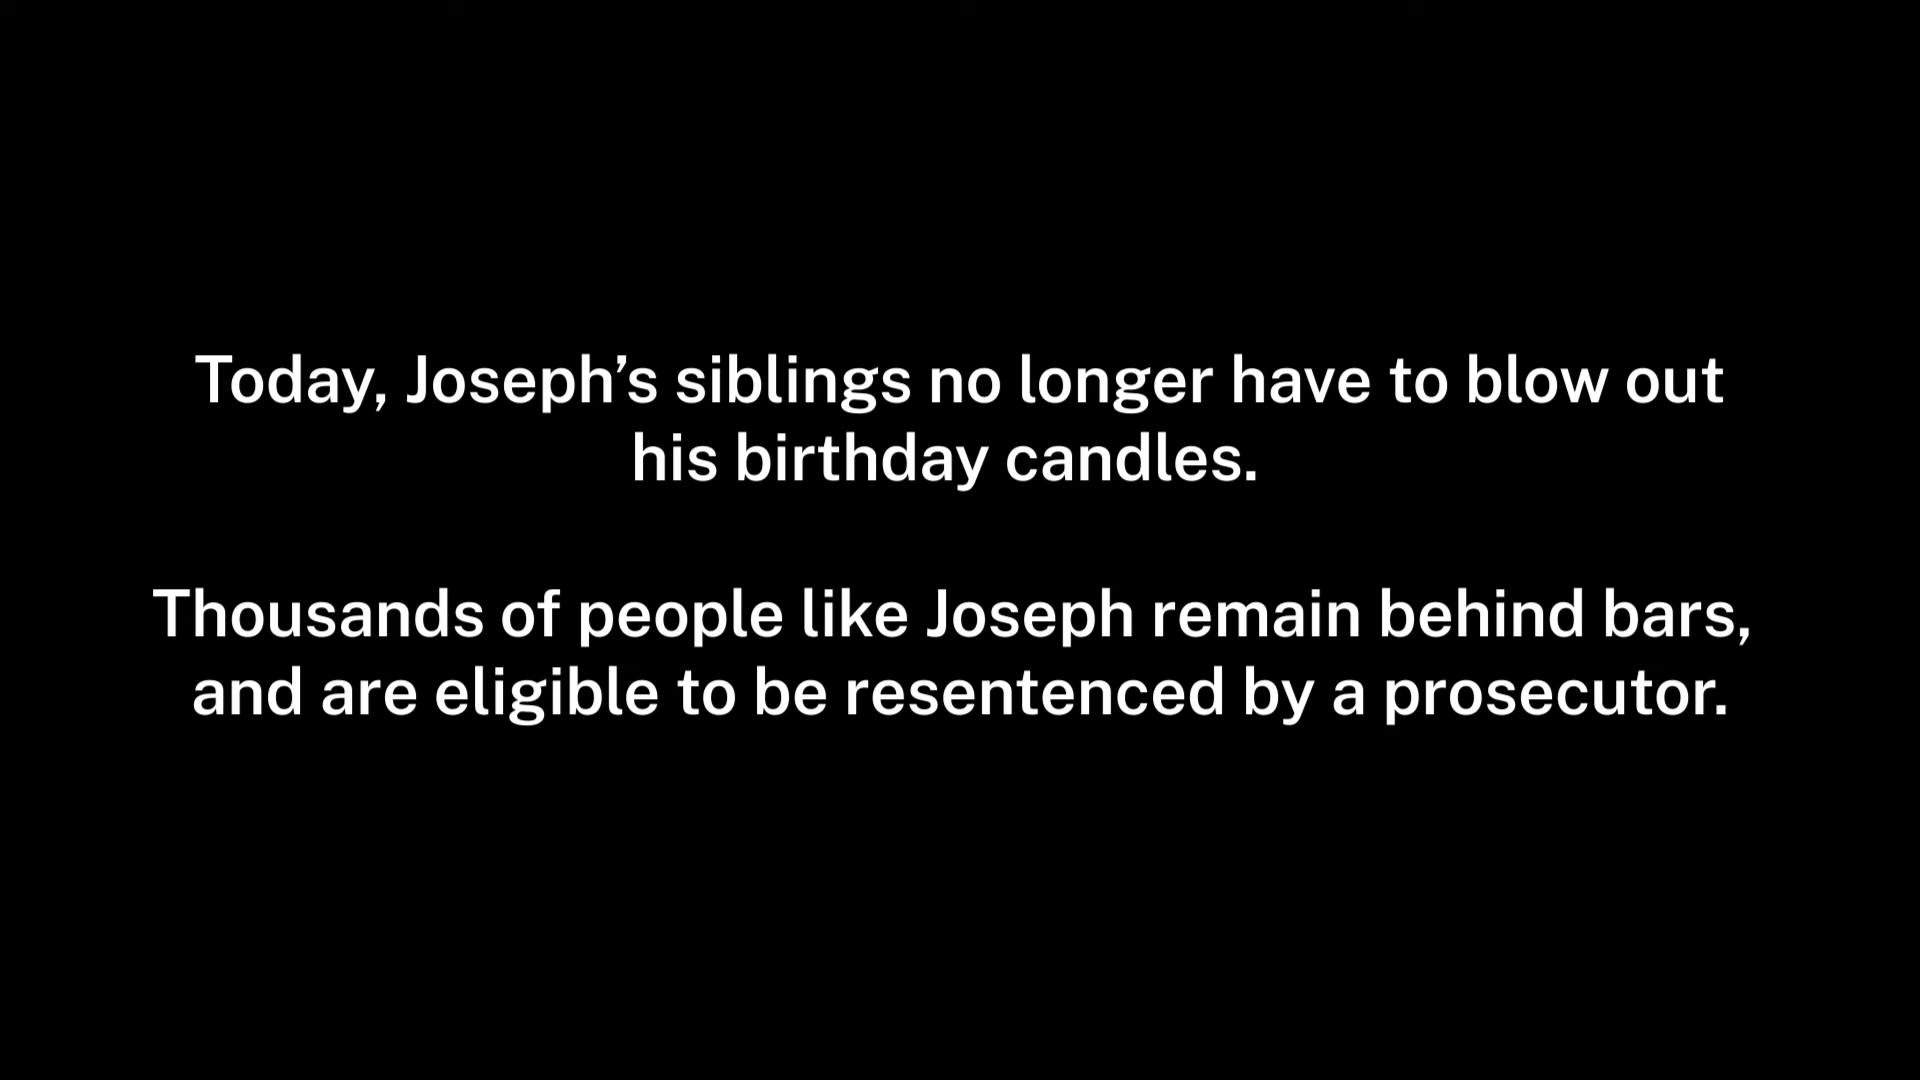 Today, Joseph’s siblings no longer have to blow out
his birthday candles.
Thousands of people like Joseph remain behind bars,
and are eligible to be resentenced by a prosecutor.